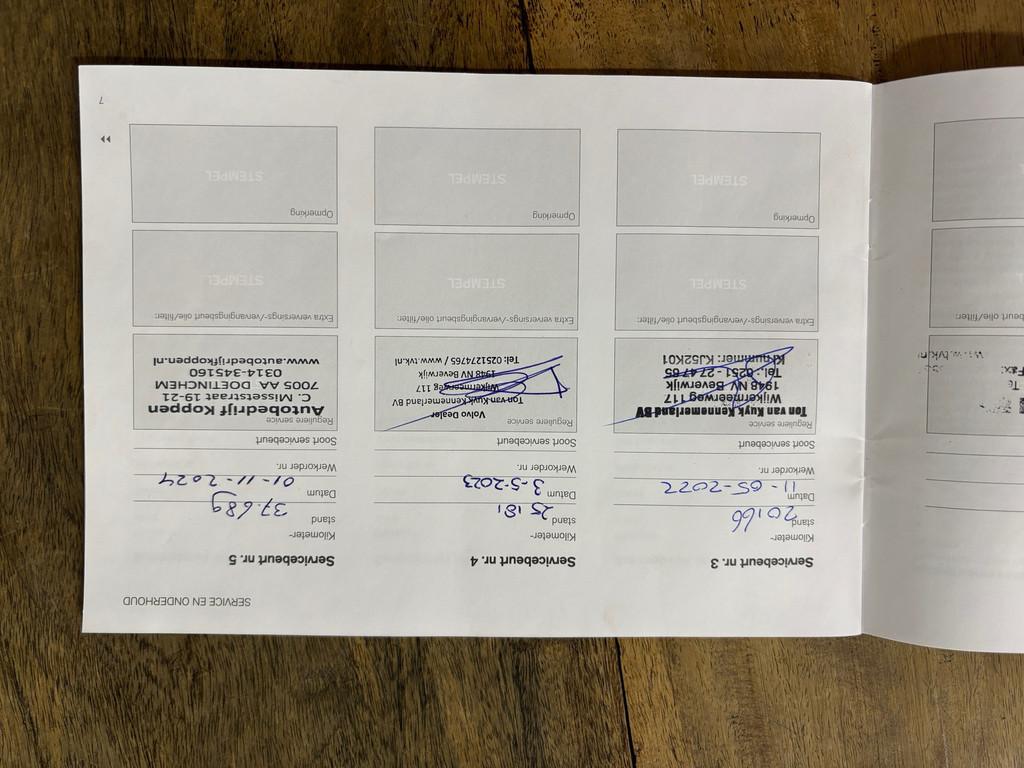 SERVICE EN ONDERHOUD
Servicebeurt nr. 3
Kilometer-
stand 20166
Datum 11-05-2022
Werkorder nr.
Soort servicebeurt
Reguliere service
Ton van Kuyk Kennemerland BV
Wijkermeerweg 117
1948 NV Beverwijk
Tel.: 0251 - 274765
Kl nummer: KJ52K01
Extra verversings-/vervangingsbeurt olie/filter:
STEMPEL
Opmerking
STEMPEL
Servicebeurt nr. 4
Kilometer-
stand 25181
Datum 3-5-2023
Werkorder nr.
Soort servicebeurt
Reguliere service
Volvo Dealer
Ton van Kuyk Kennemerland BV
Wijkermeerweg 117
1948 NV Beverwijk
Tel: 0251274765 / www.tvk.nl
Extra verversings-/vervangingsbeurt olie/filter:
STEMPEL
Opmerking
STEMPEL
Servicebeurt nr. 5
Kilometer-
stand 37.689
Datum 01-11-2024
Werkorder nr.
Soort servicebeurt
Reguliere service
Autobedrijf Koppen
C. Missetstraat 19-21
7005 AA DOETINCHEM
0314-345160
www.autobedrijfkoppen.nl
Extra verversings-/vervangingsbeurt olie/filter:
STEMPEL
Opmerking
STEMPEL
7